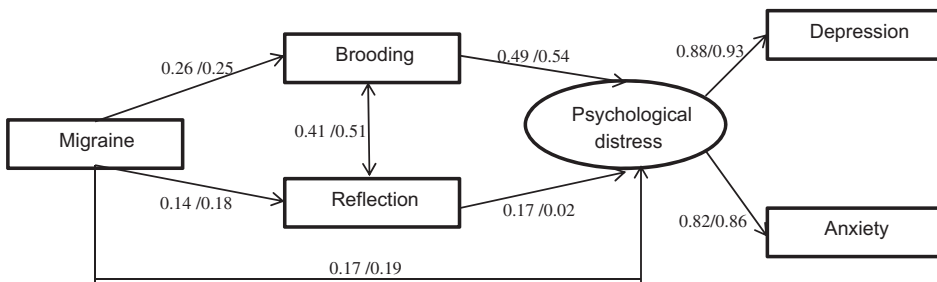 Depression
Brooding
0.49 /0.54
0.88/0.93
0.26 /0.25
Psychological
distress
Migraine
0.41 /0.51
Reflection
0.14 /0.18
0.17 /0.02
0.82/0.86
Anxiety
0.17 /0.19